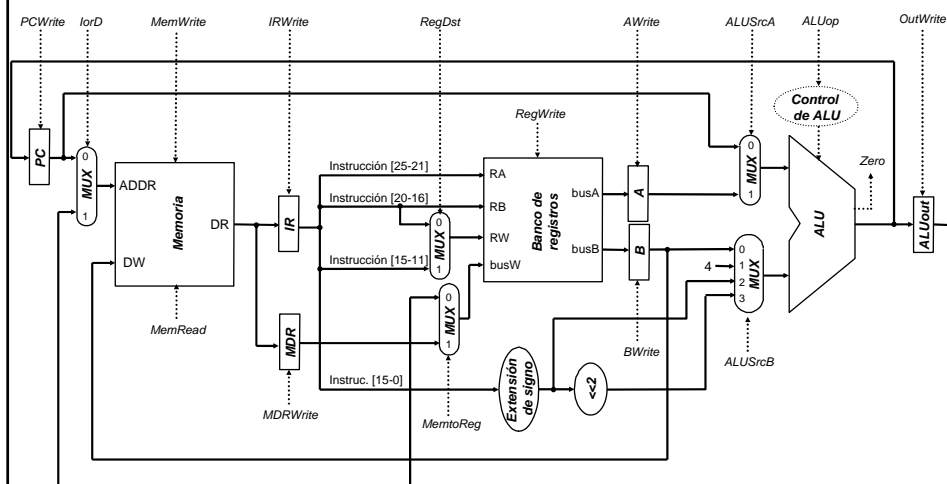 PCWrite
IorD
MemWrite
IRWrite
RegDst
AWrite
ALUSrcA
ALUop
OutWrite
Control
de ALU
RegWrite
Zero
PC
0
MUX
1
ADDR
DW
Memoria
DR
IR
Instrucción [25-21]
Instrucción [20-16]
Instrucción [15-11]
0
MUX
1
RA
RB
RW
busW
Banco de
registros
busA
busB
A
B
0
MUX
1
4
0
1
2
3
MUX
ALU
ALUout
MemRead
MDR
0
MUX
1
BWrite
ALUSrcB
Instruc. [15-0]
Extensión
de signo
<<2
MDRWrite
MemtoReg